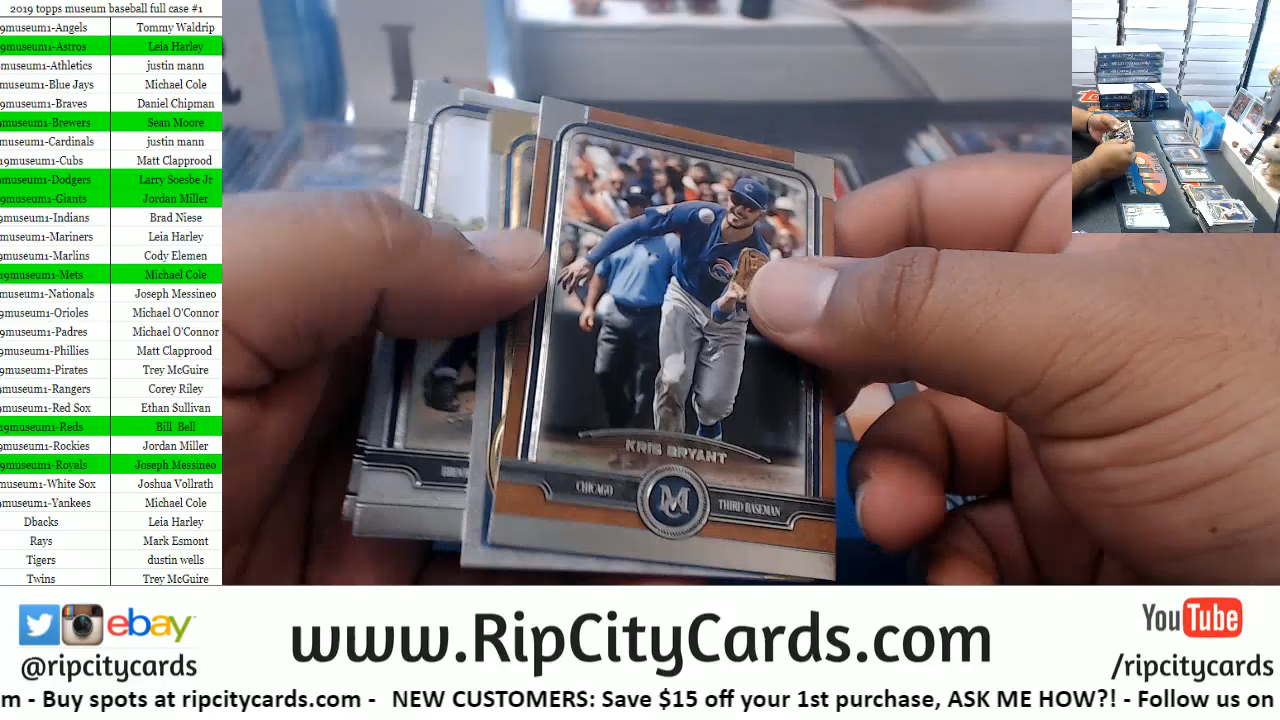 2019 topps museum baseball full case #1
9museum1-Angels Tommy Waldrip
9museum1-Astros Leia Harley
museum1-Athletics justin mann
museum1-Blue Jays Michael Cole
9museum1-Braves Daniel Chipman
9museum1-Brewers Sean Moore
museum1-Cardinals justin mann
19museum1-Cubs Matt Clapprood
9museum1-Dodgers Larry Soesbe Jr
9museum1-Giants Jordan Miller
9museum1-Indians Brad Niese
museum1-Mariners Leia Harley
9museum1-Marlins Cody Elemen
19museum1-Mets Michael Cole
museum1-Nationals Joseph Messineo
museum1-Orioles Michael O'Connor
museum1-Padres Michael O'Connor
museum1-Phillies Matt Clapprood
9museum1-Pirates Trey McGuire
9museum1-Rangers Corey Riley
museum1-Red Sox Ethan Sullivan
19museum1-Reds Bill Bell
museum1-Rockies Jordan Miller
9museum1-Royals Joseph Messineo
museum1-White Sox Joshua Vollrath
museum1-Yankees Michael Cole
Dbacks Leia Harley
Rays Mark Esmont
Tigers dustin wells
Twins Trey McGuire
KRIS BRYANT
CHICAGO M THIRD BASEMAN
ebay
@ripcitycards
www.RipCityCards.com
YouTube
/ripcitycards
m - Buy spots at ripcitycards.com - NEW CUSTOMERS: Save $15 off your 1st purchase, ASK ME HOW?! - Follow us on